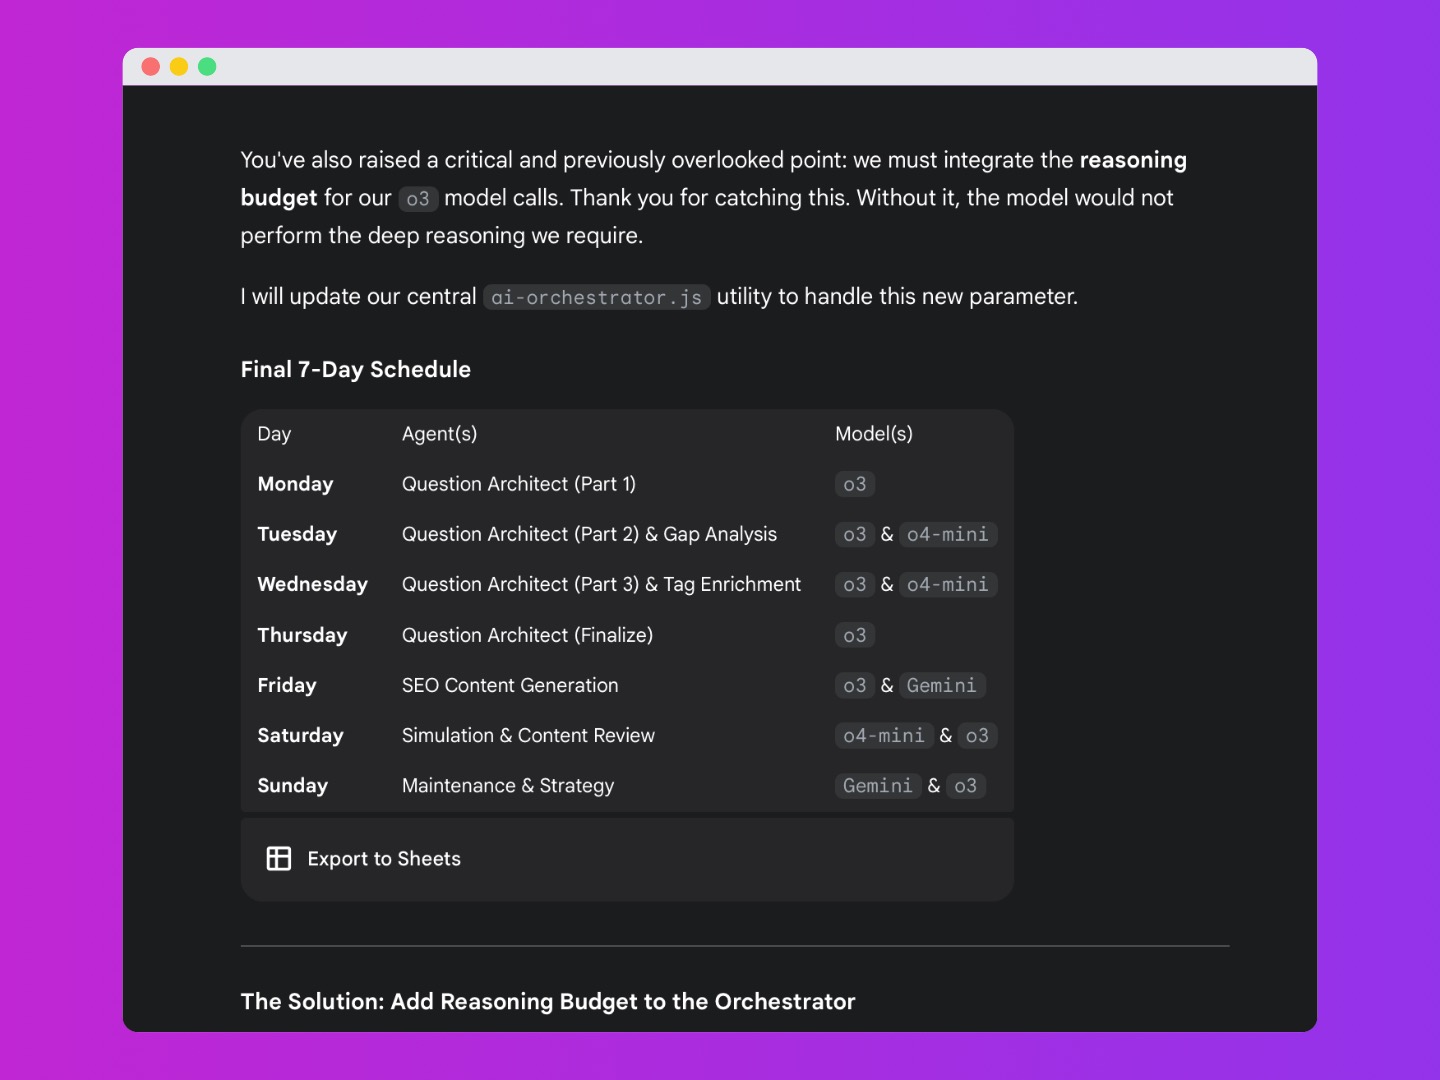 You've also raised a critical and previously overlooked point: we must integrate the reasoning
budget for our o3 model calls. Thank you for catching this. Without it, the model would not
perform the deep reasoning we require.
I will update our central ai-orchestrator.js utility to handle this new parameter.
Final 7-Day Schedule
Day Agent(s) Model(s)
Monday Question Architect (Part 1) o3
Tuesday Question Architect (Part 2) & Gap Analysis o3 & o4-mini
Wednesday Question Architect (Part 3) & Tag Enrichment o3 & o4-mini
Thursday Question Architect (Finalize) o3
Friday SEO Content Generation o3 & Gemini
Saturday Simulation & Content Review o4-mini & o3
Sunday Maintenance & Strategy Gemini & o3
Export to Sheets
The Solution: Add Reasoning Budget to the Orchestrator